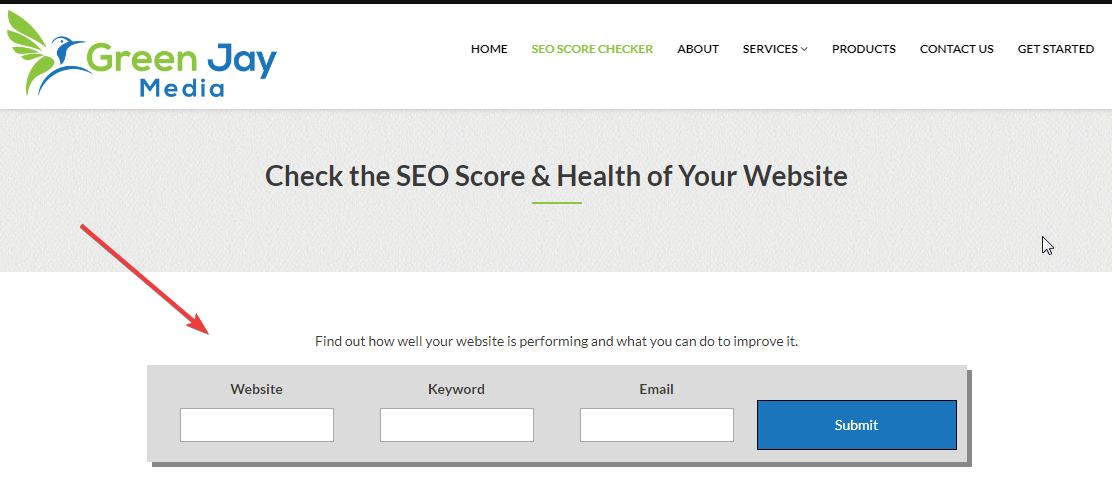 Green Jay
Media
HOME SEO SCORE CHECKER ABOUT SERVICES PRODUCTS CONTACT US GET STARTED
Check the SEO Score & Health of Your Website
Find out how well your website is performing and what you can do to improve it.
Website Keyword Email
Submit